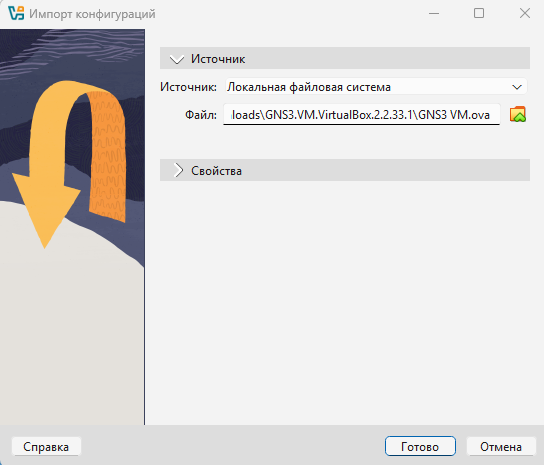 Импорт конфигураций
Источник
Источник: Локальная файловая система
Файл: loads\GNS3.VM.VirtualBox.2.2.33.1\GNS3 VM.ova
Свойства
Справка Готово Отмена